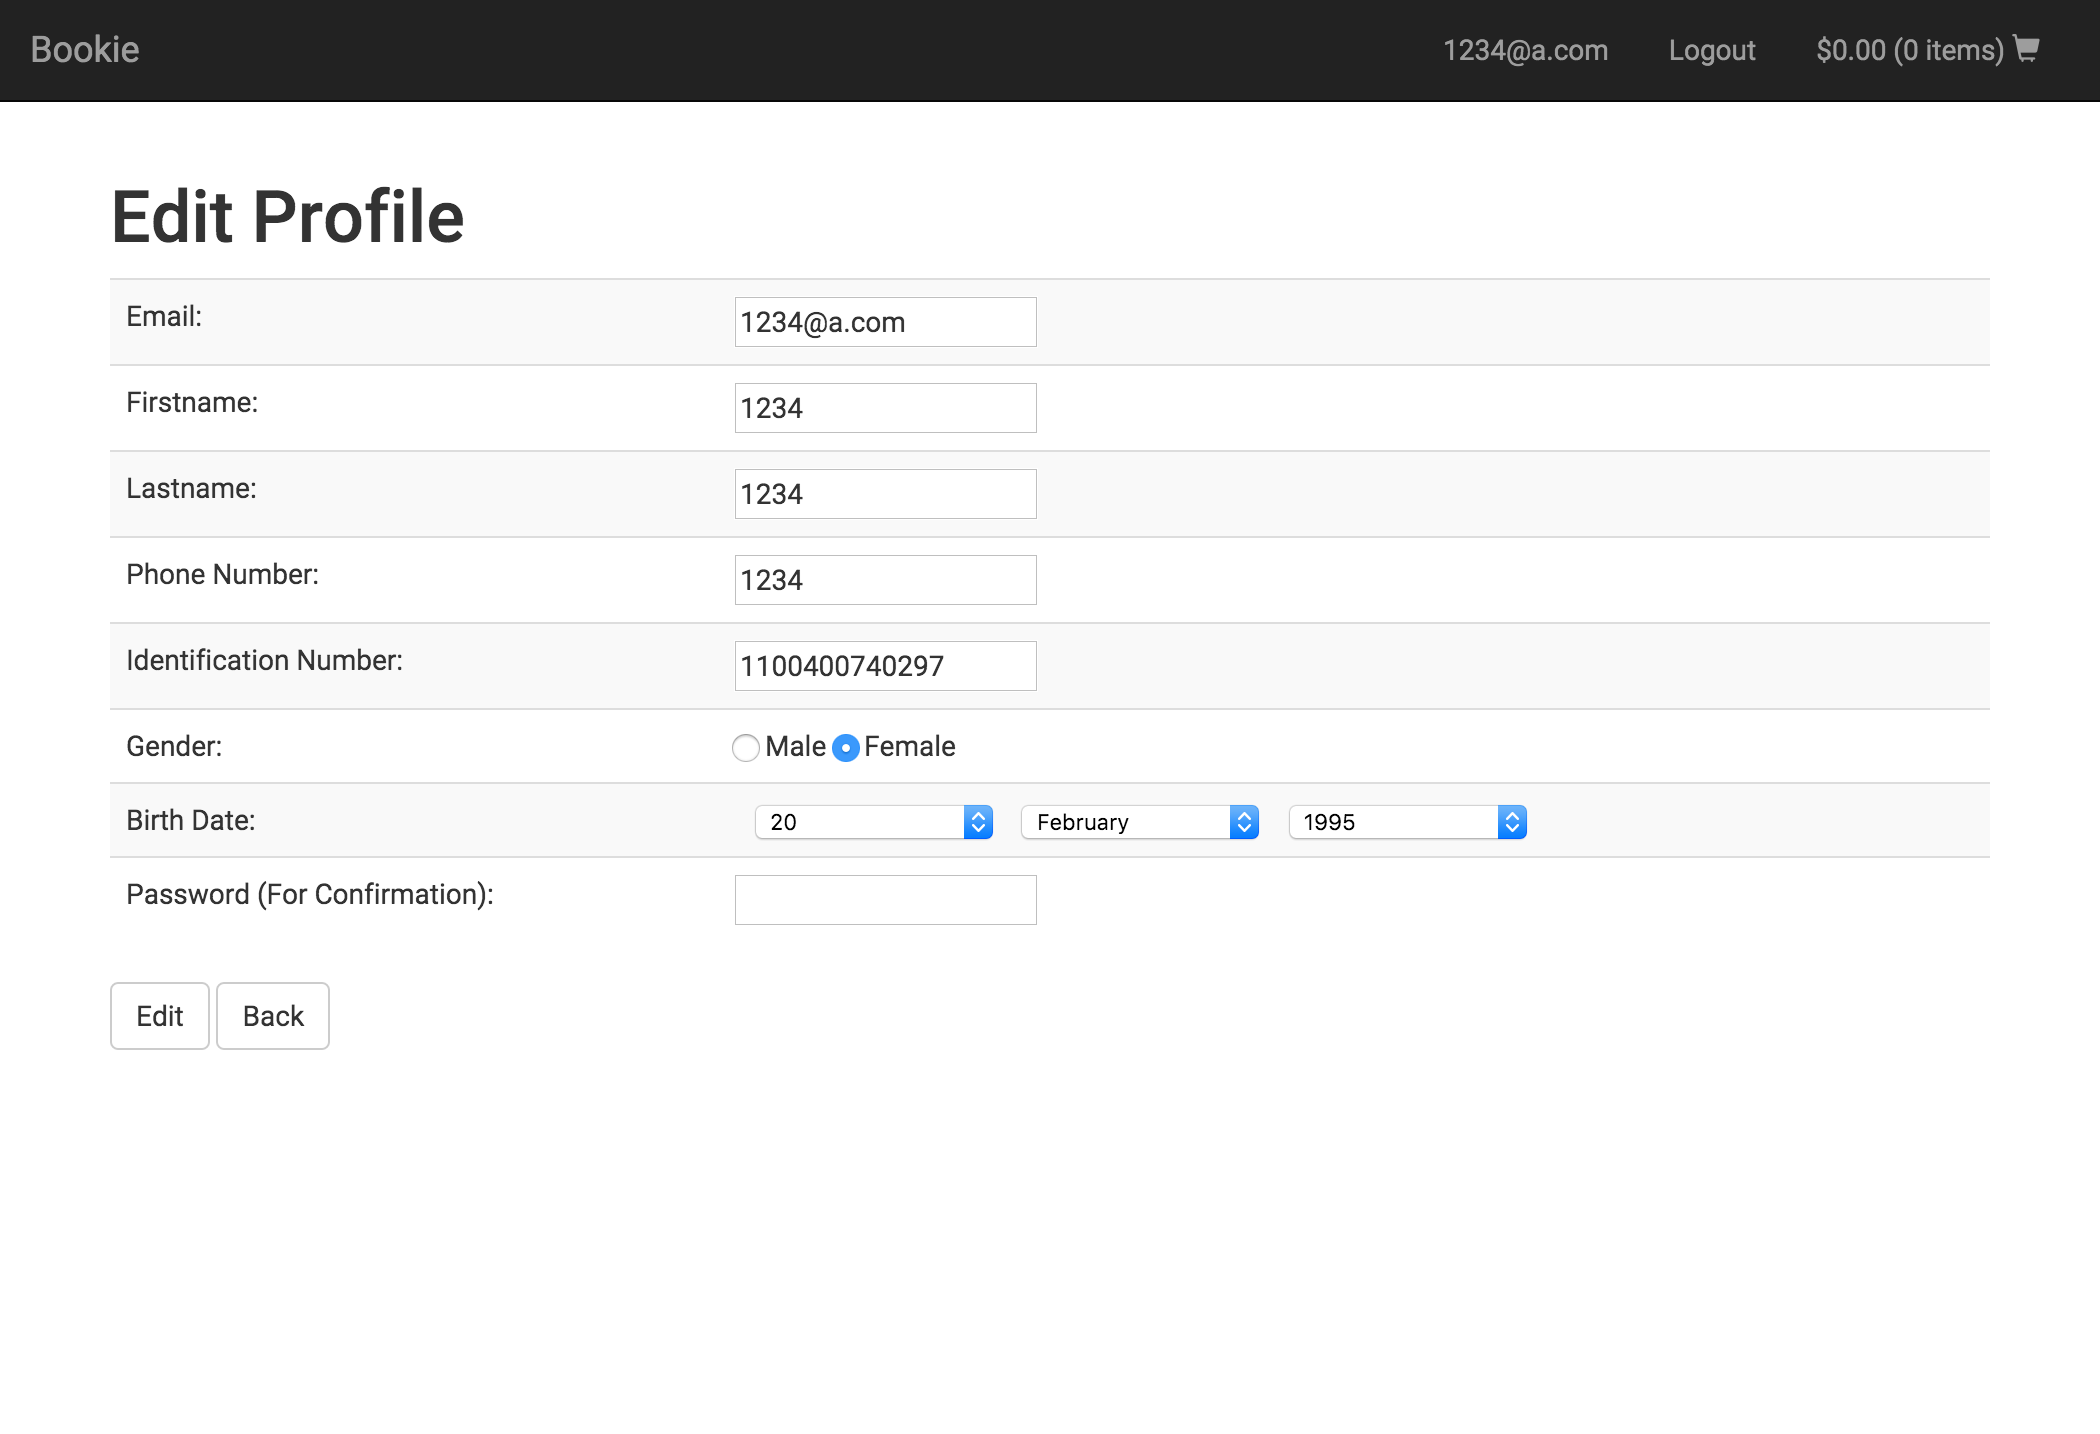 Bookie 1234@a.com Logout $0.00 (0 items)
Edit Profile
Email: 1234@a.com
Firstname: 1234
Lastname: 1234
Phone Number: 1234
Identification Number: 1100400740297
Gender: Male Female
Birth Date: 20 February 1995
Password (For Confirmation):
Edit Back